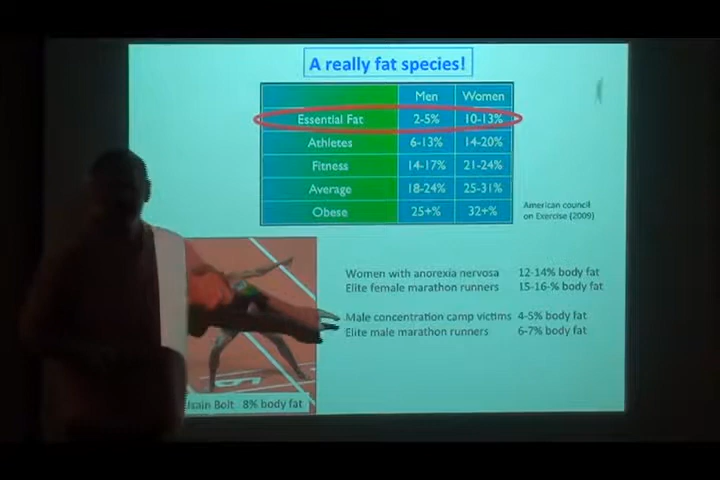 A really fat species!
Men Women
Essential Fat 2-5% 10-13%
Athletes 6-13% 14-20%
Fitness 14-17% 21-24%
Average 18-24% 25-31%
Obese 25+% 32+%
American council
on Exercise (2009)
Women with anorexia nervosa 12-14% body fat
Elite female marathon runners 15-16-% body fat
Male concentration camp victims 4-5% body fat
Elite male marathon runners 6-7% body fat
Usain Bolt 8% body fat